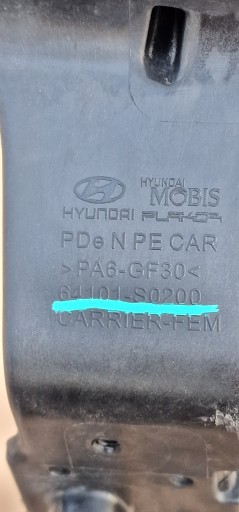 HYUNDAI
MOBIS
HYUNDAI PLAKOR
PDe N PE CAR
>PA6-GF30<
64101-S0200
CARRIER-FEM